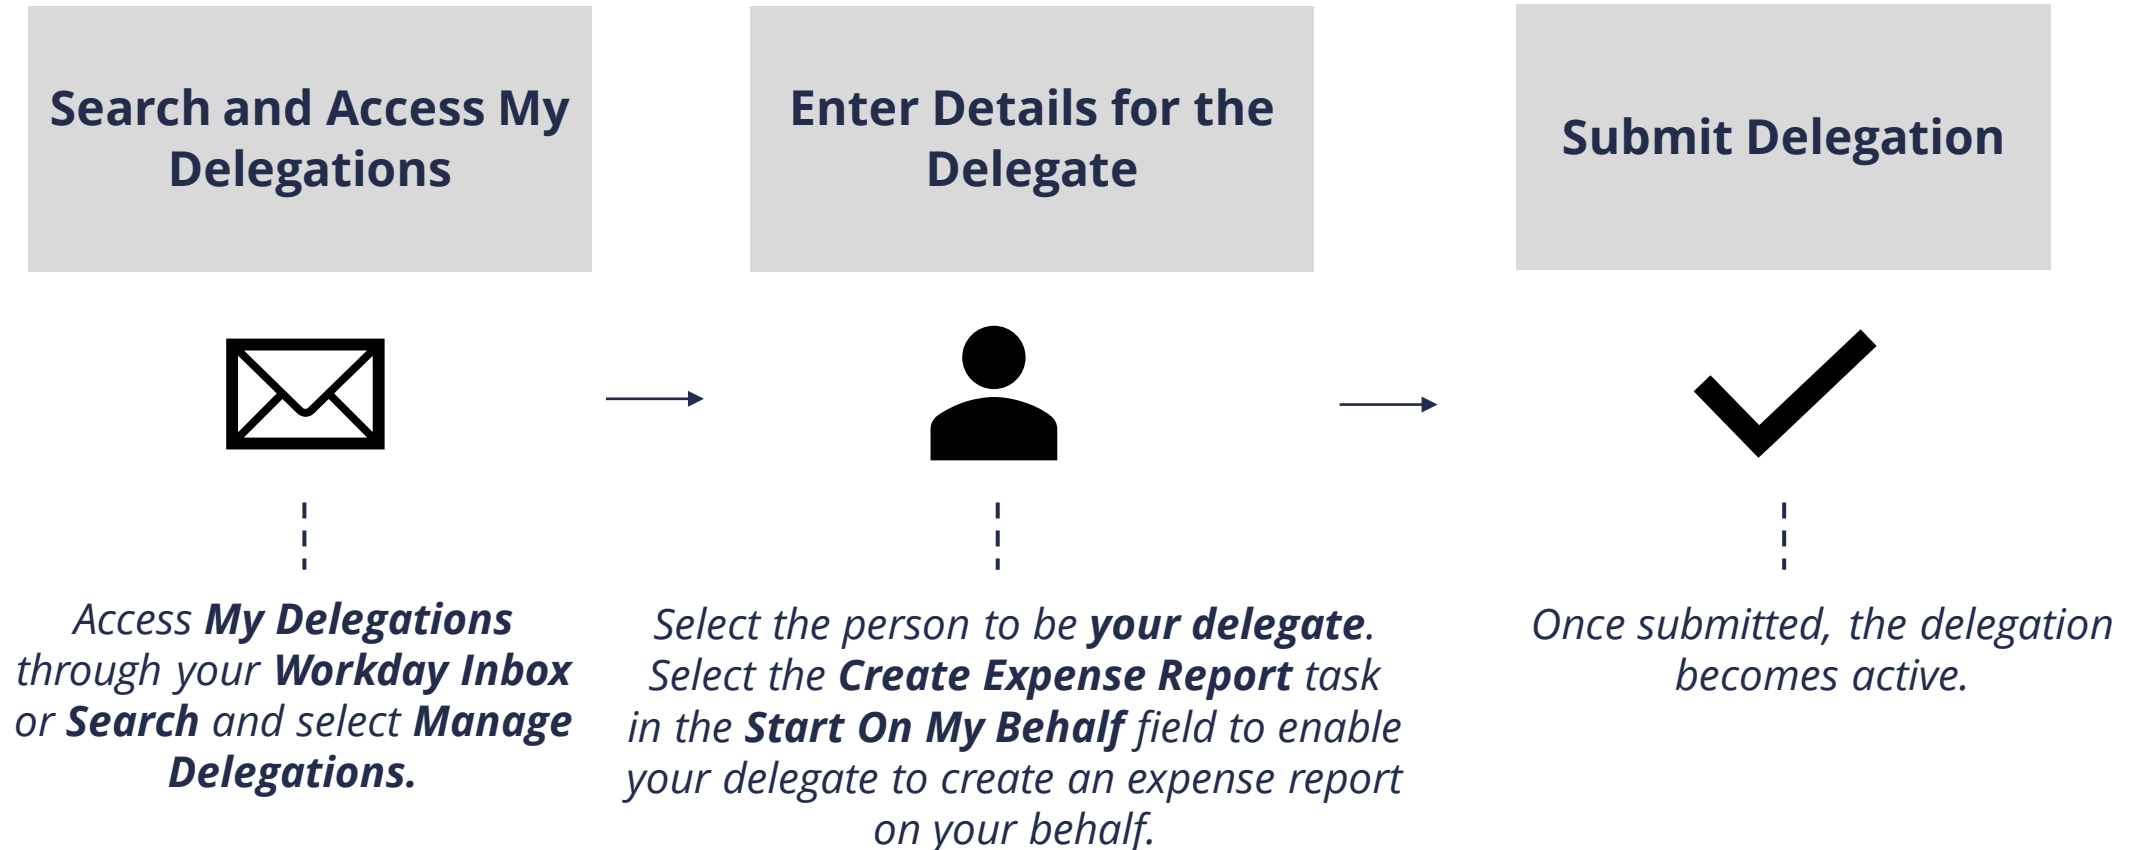 Search and Access My
Delegations
Enter Details for the
Delegate
Submit Delegation
Access My Delegations
through your Workday Inbox
or Search and select Manage
Delegations.
Select the person to be your delegate.
Select the Create Expense Report task
in the Start On My Behalf field to enable
your delegate to create an expense report
on your behalf.
Once submitted, the delegation
becomes active.